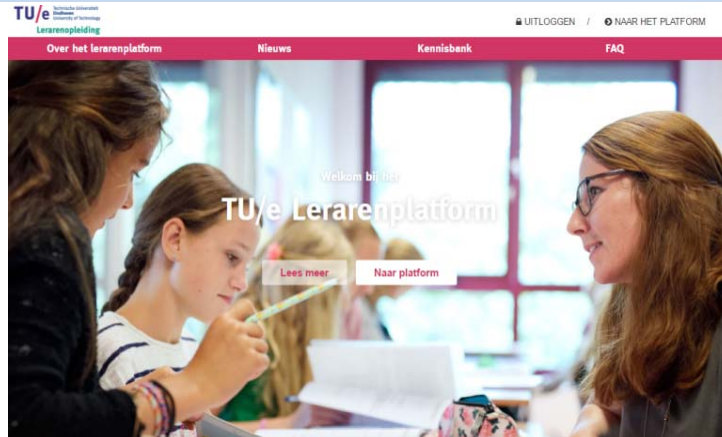 TU/e Technische Universiteit
Eindhoven
University of Technology
Lerarenopleiding
UITLOGGEN / NAAR HET PLATFORM
Over het lerarenplatform Nieuws Kennisbank FAQ
Welkom bij het
TU/e Lerarenplatform
Lees meer Naar platform